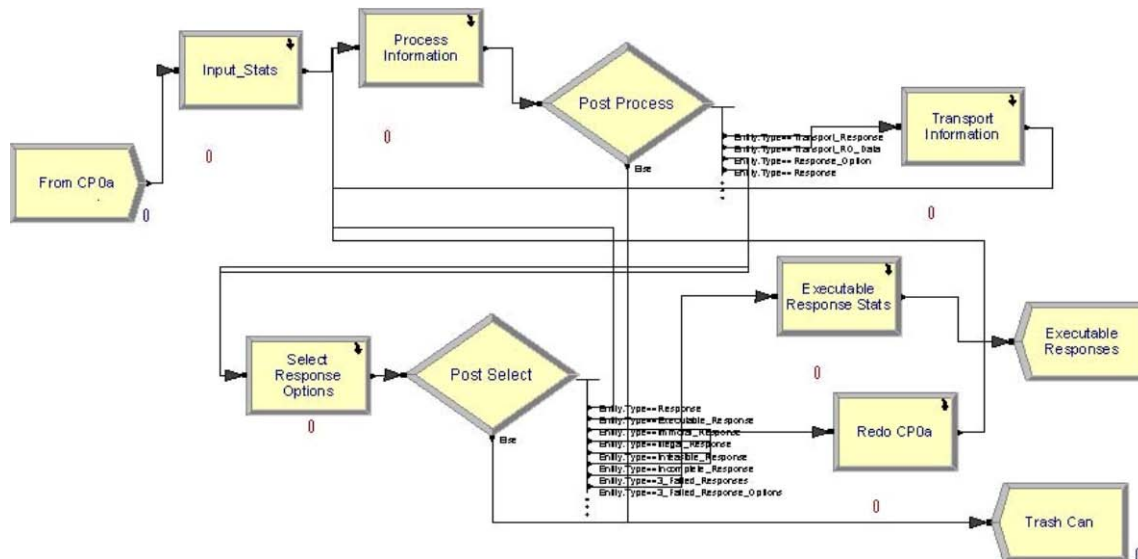 Process
Information
Input_Stats
Post Process
Transport
Information
Entity.Type==Transport_Response
Entity.Type==Transport_RO_Data
Entity.Type==Response_Option
Entity.Type==Response
Else
0
0
From CP0a
0
0
Executable
Response Stats
Executable
Responses
Select
Response
Options
Post Select
0
0
Entity.Type==Response
Entity.Type==Executable_Response
Entity.Type==Immoral_Response
Entity.Type==Illegal_Response
Entity.Type==Infeasible_Response
Entity.Type==Incomplete_Response
Entity.Type==3_Failed_Responses
Entity.Type==3_Failed_Response_Options
Else
Redo CP0a
0
Trash Can